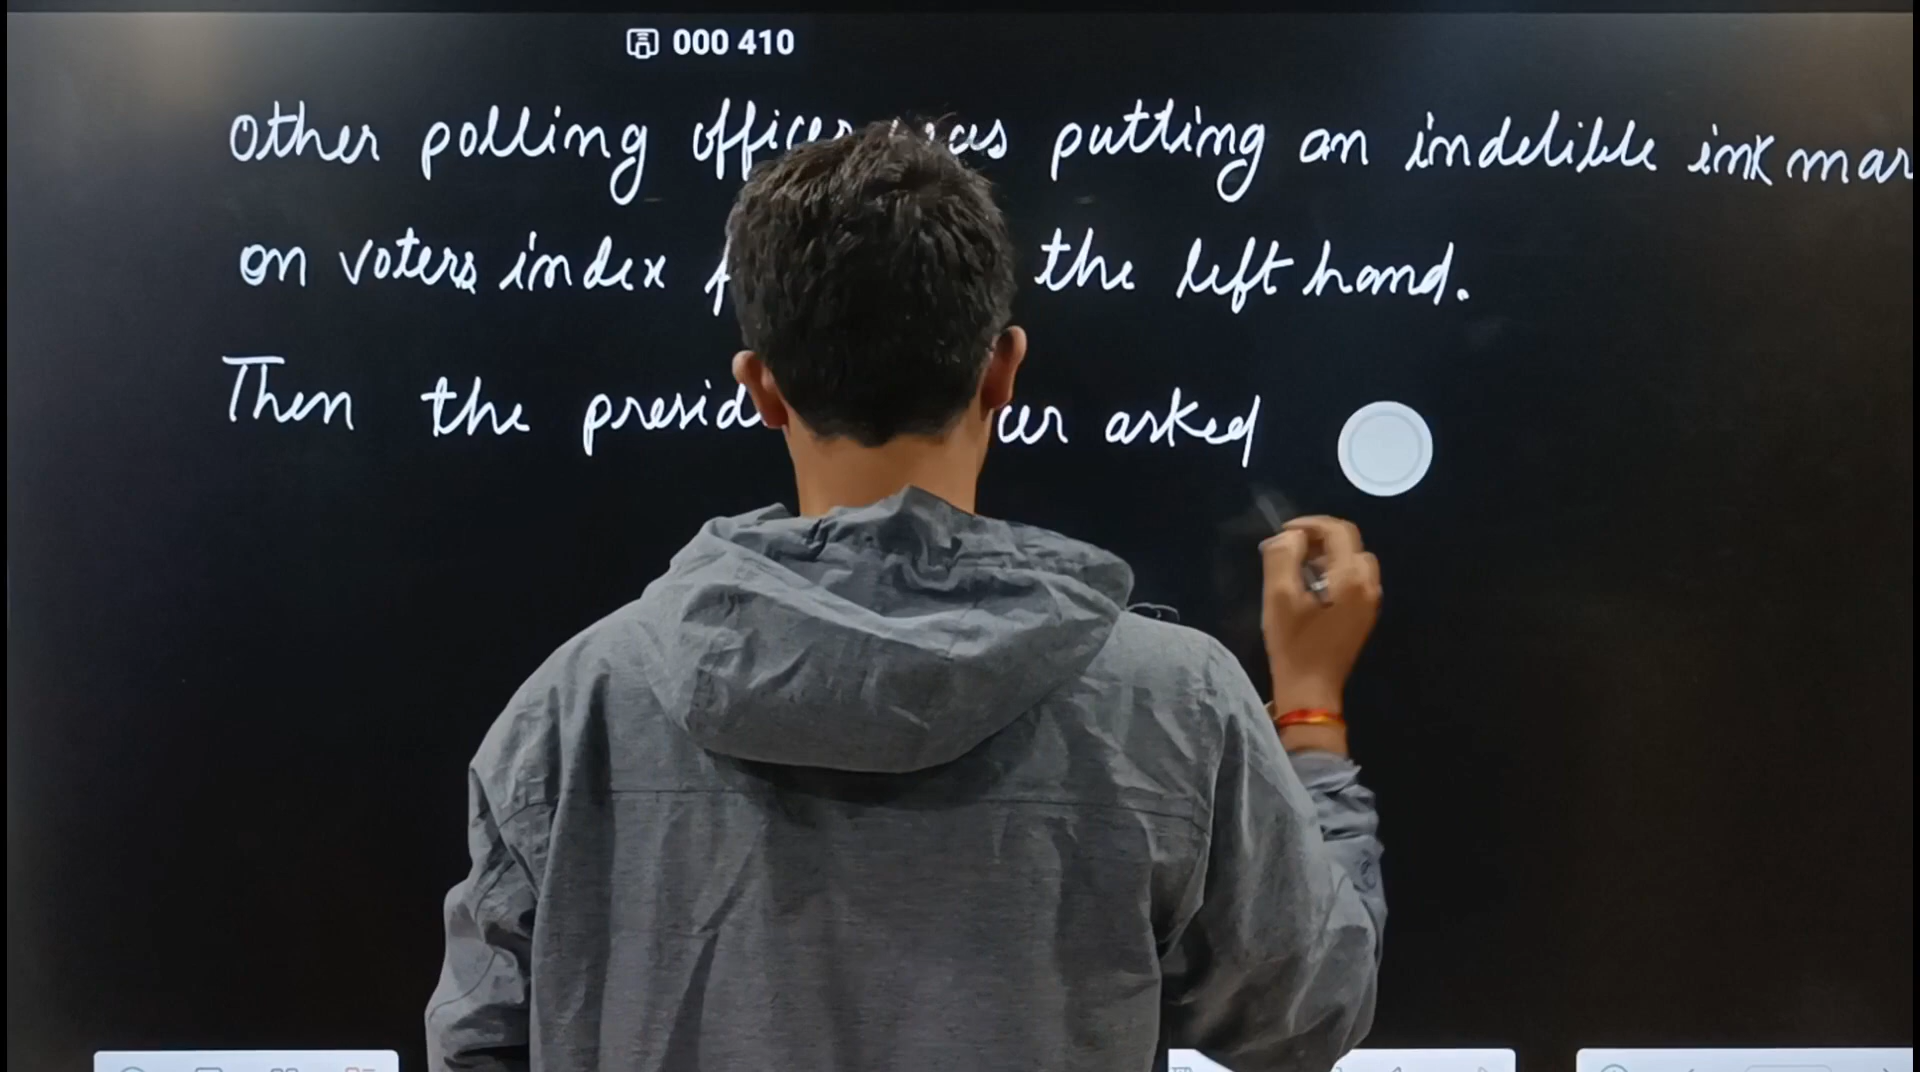 000 410
Other polling officer was putting an indelible ink mar
on voters index the left hand.
Then the asked